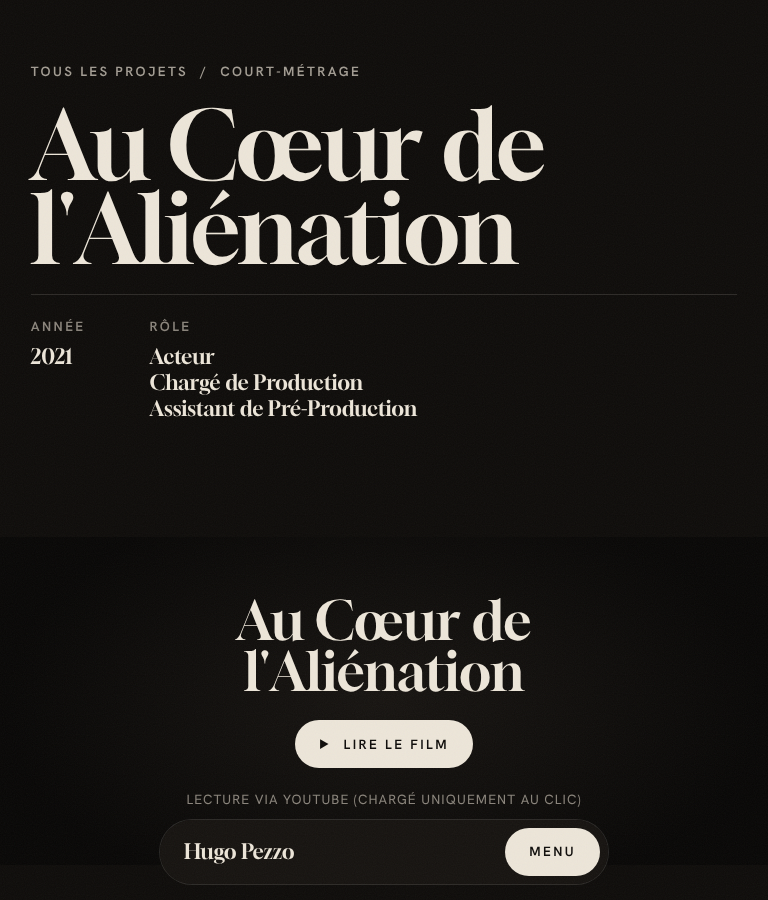 TOUS LES PROJETS / COURT-MÉTRAGE
Au Cœur de
l'Aliénation
ANNÉE
2021
RÔLE
Acteur
Chargé de Production
Assistant de Pré-Production
Au Cœur de
l'Aliénation
LIRE LE FILM
LECTURE VIA YOUTUBE (CHARGÉ UNIQUEMENT AU CLIC)
Hugo Pezzo
MENU